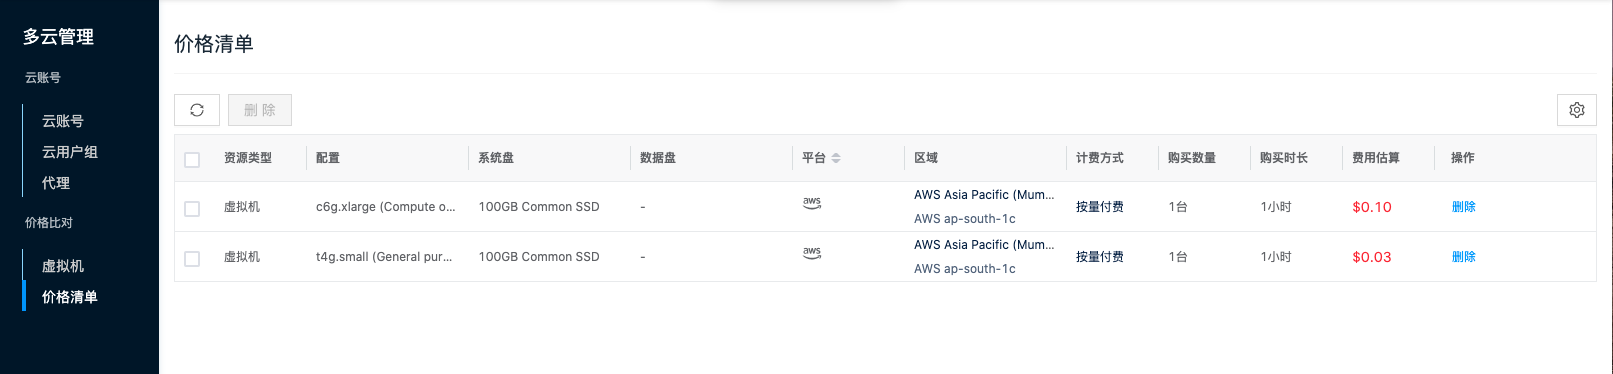 多云管理
云账号
云账号
云用户组
代理
价格比对
虚拟机
价格清单
价格清单
删 除
资源类型 配置 系统盘 数据盘 平台 区域 计费方式 购买数量 购买时长 费用估算 操作
虚拟机 c6g.xlarge (Compute o... 100GB Common SSD - aws AWS Asia Pacific (Mum... 按量付费 1台 1小时 $0.10 删除
AWS ap-south-1c
虚拟机 t4g.small (General pur... 100GB Common SSD - aws AWS Asia Pacific (Mum... 按量付费 1台 1小时 $0.03 删除
AWS ap-south-1c